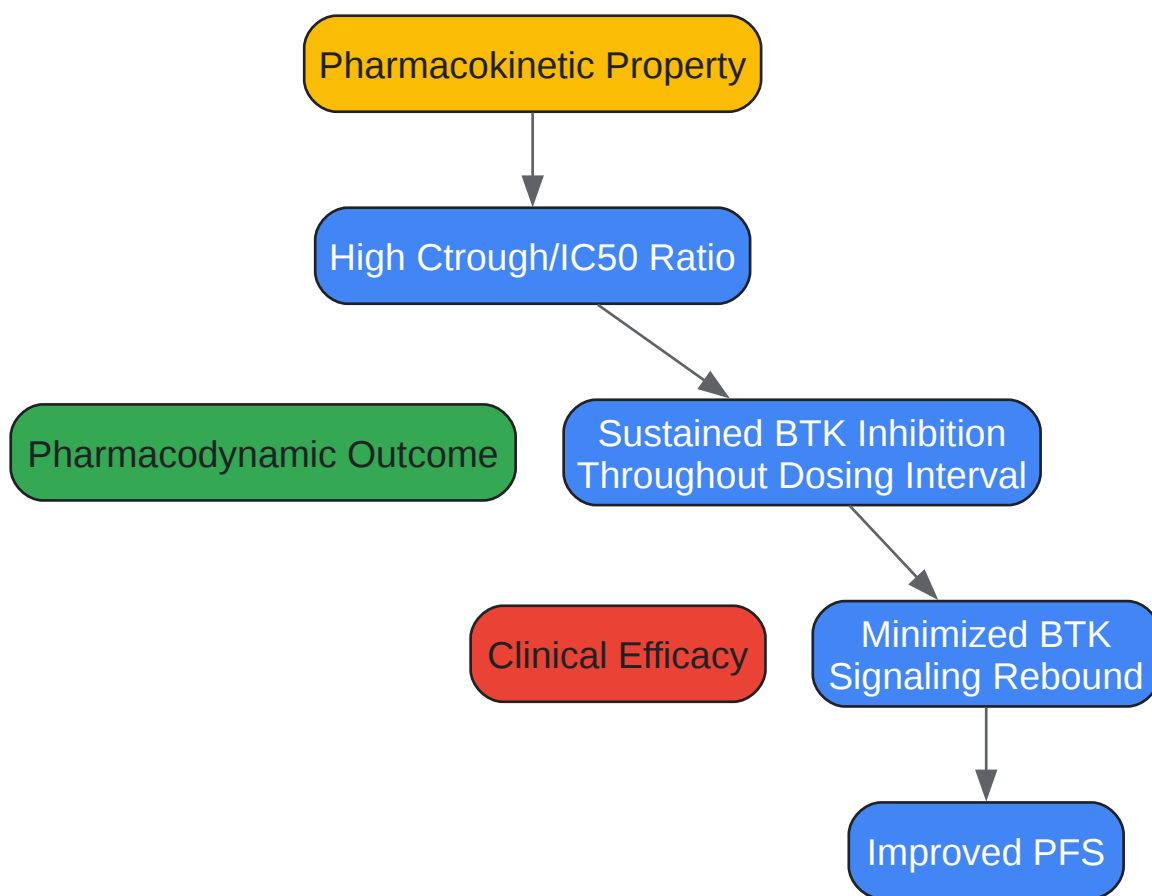 Pharmacokinetic Property
High Ctrough/IC50 Ratio
Pharmacodynamic Outcome
Sustained BTK Inhibition
Throughout Dosing Interval
Clinical Efficacy
Minimized BTK
Signaling Rebound
Improved PFS